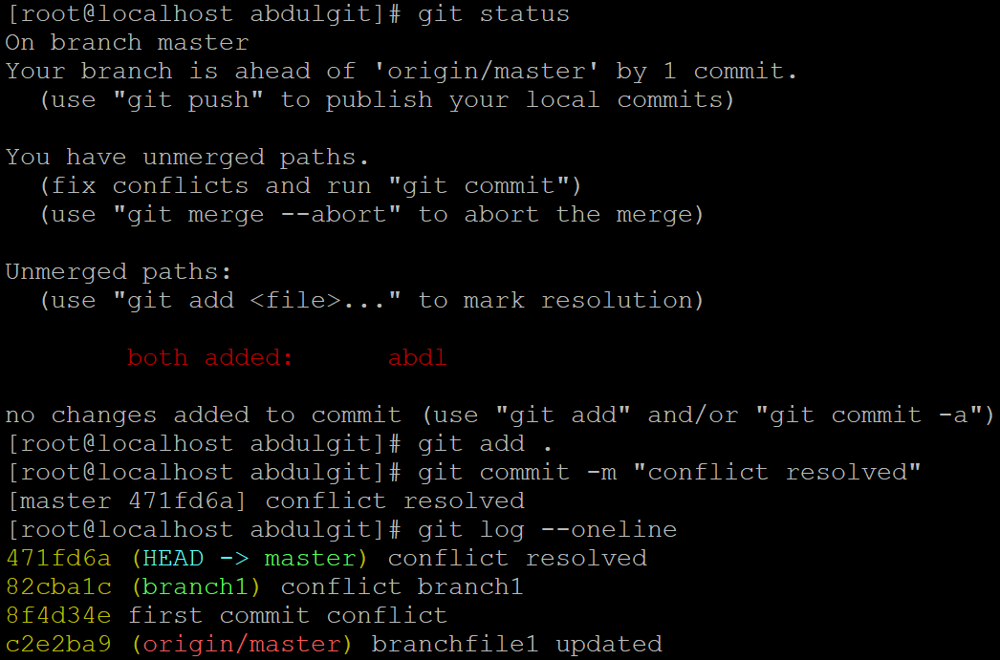 [root@localhost abdulgit]# git status
On branch master
Your branch is ahead of 'origin/master' by 1 commit.
  (use "git push" to publish your local commits)

You have unmerged paths.
  (fix conflicts and run "git commit")
  (use "git merge --abort" to abort the merge)

Unmerged paths:
  (use "git add <file>..." to mark resolution)

        both added:      abdl

no changes added to commit (use "git add" and/or "git commit -a")
[root@localhost abdulgit]# git add .
[root@localhost abdulgit]# git commit -m "conflict resolved"
[master 471fd6a] conflict resolved
[root@localhost abdulgit]# git log --oneline
471fd6a (HEAD -> master) conflict resolved
82cba1c (branch1) conflict branch1
8f4d34e first commit conflict
c2e2ba9 (origin/master) branchfile1 updated